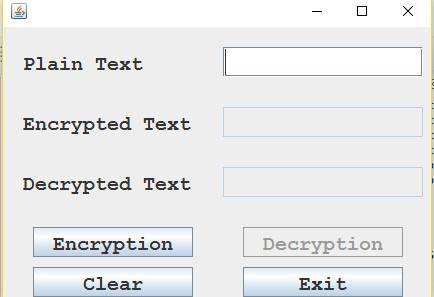 Plain Text
Encrypted Text
Decrypted Text
Encryption Decryption
Clear Exit